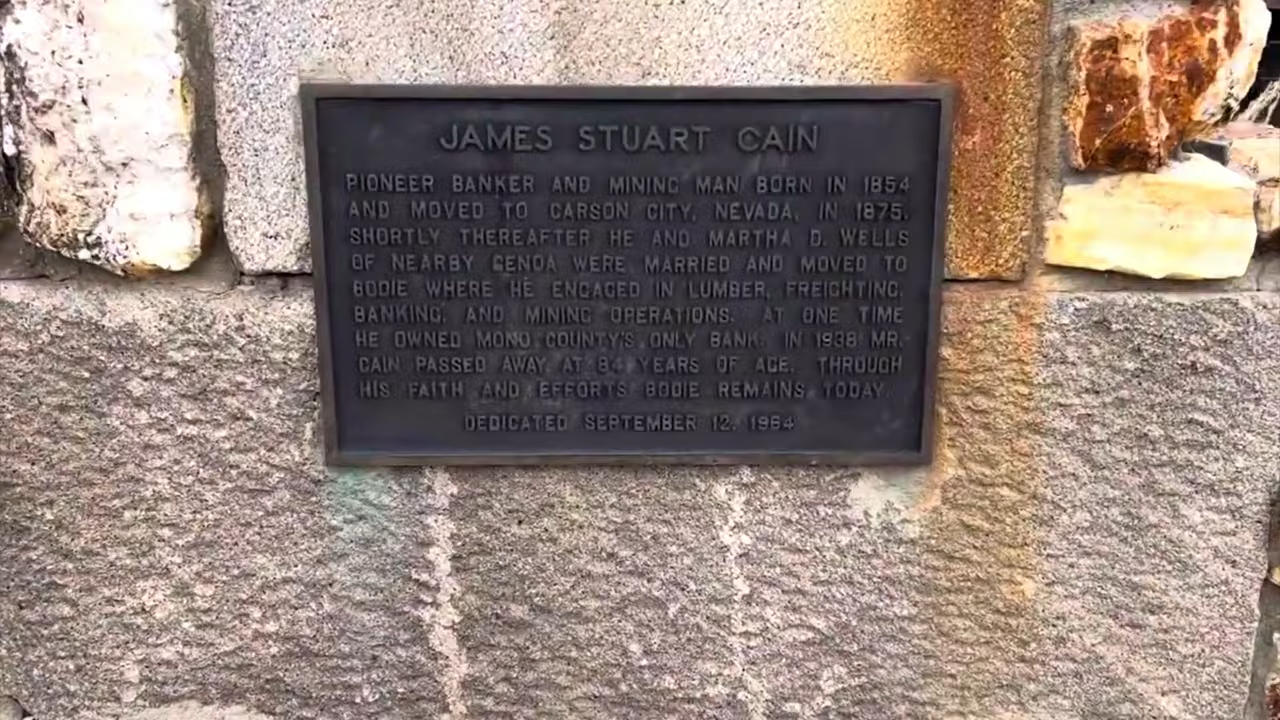 JAMES STUART CAIN
PIONEER BANKER AND MINING MAN BORN IN 1854
AND MOVED TO CARSON CITY, NEVADA, IN 1875.
SHORTLY THEREAFTER HE AND MARTHA D. WELLS
OF NEARBY GENOA WERE MARRIED AND MOVED TO
BODIE WHERE HE ENGAGED IN LUMBER, FREIGHTING,
BANKING, AND MINING OPERATIONS. AT ONE TIME
HE OWNED MONO COUNTY'S ONLY BANK. IN 1938 MR.
CAIN PASSED AWAY AT 84 YEARS OF AGE. THROUGH
HIS FAITH AND EFFORTS BODIE REMAINS TODAY.
DEDICATED SEPTEMBER 12, 1964